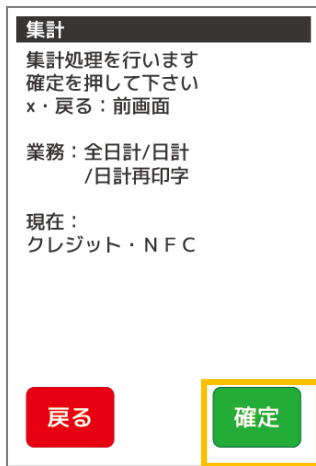 集計
集計処理を行います
確定を押して下さい
x・戻る：前画面
業務：全日計/日計
/日計再印字
現在：
クレジット・ＮＦＣ
戻る
確定